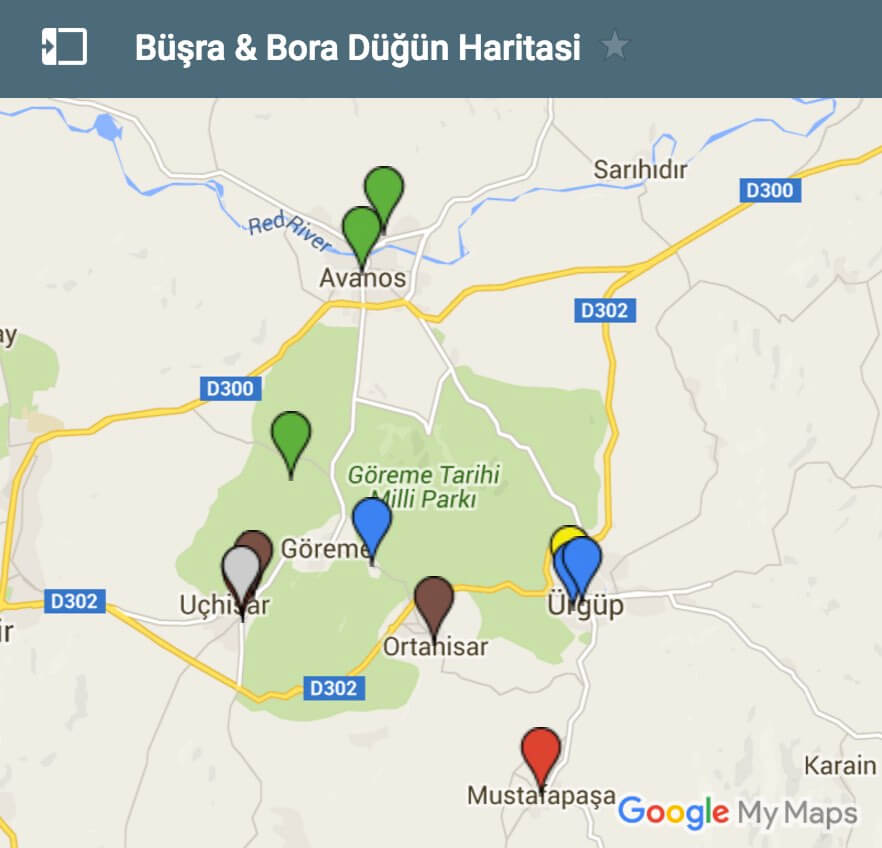 Büşra & Bora Düğün Haritasi
Sarıhıdır
D300
Red River
Avanos
D302
ay
D300
Göreme Tarihi
Milli Parkı
Göreme
D302
Uçhisar
Ürgüp
ir
Ortahisar
D302
Karain
Mustafapaşa
Google My Maps